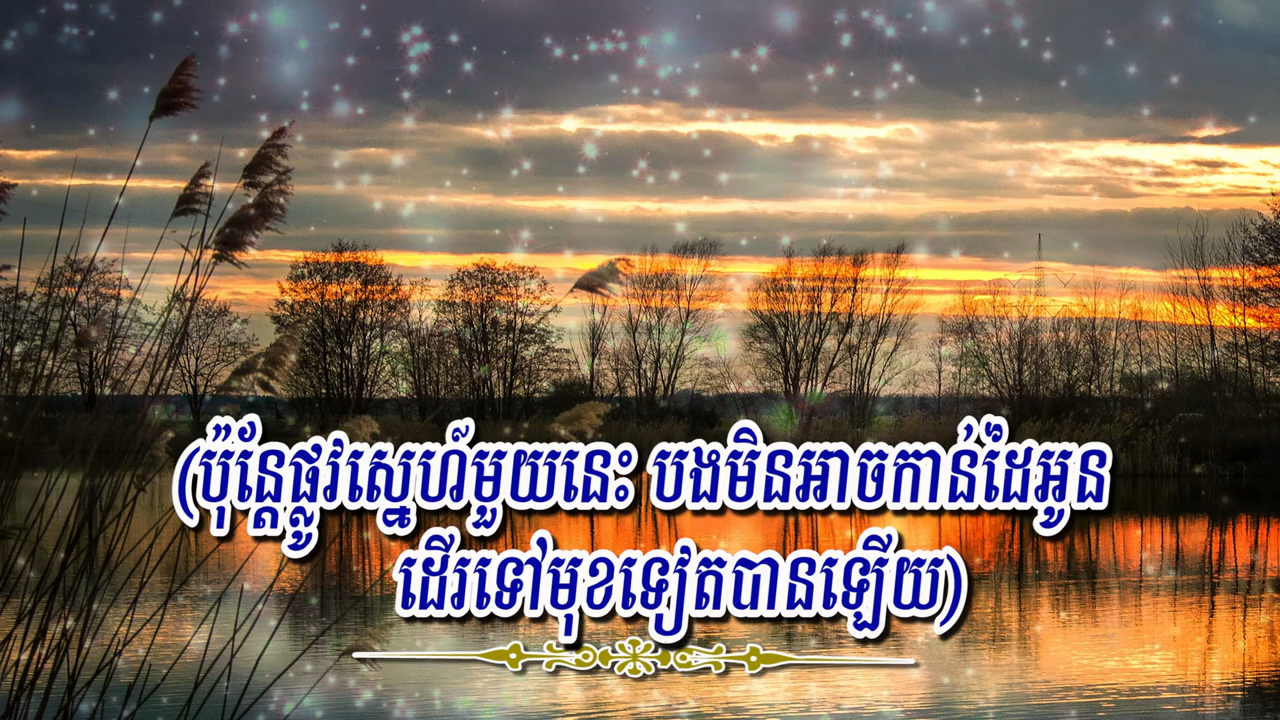 (ប៉ុន្តែផ្លូវស្នេហ៍មួយនេះ បងមិនអាចកាន់ដៃអូន
ដើរទៅមុខទៀតបានឡើយ)